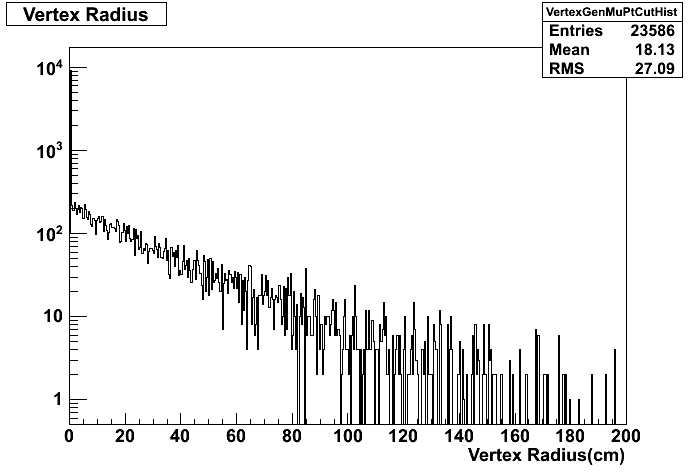 Vertex Radius
VertexGenMuPtCutHist
Entries 23586
Mean 18.13
RMS 27.09
10⁴
10³
10²
10
1
0 20 40 60 80 100 120 140 160 180 200
Vertex Radius(cm)